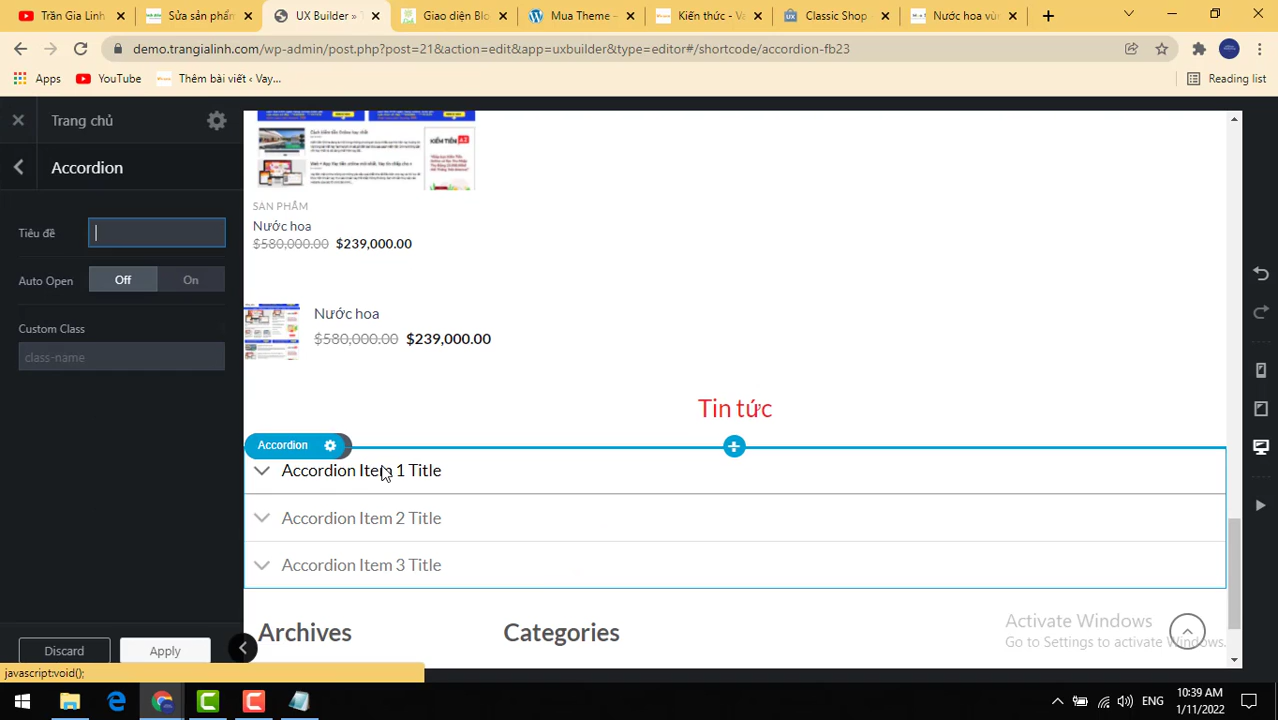 Trần Gia Linh
Sửa sản phẩm
UX Builder » T
Giao diện Blo
Mua Theme –
Kiến thức - Va
Classic Shop
Nước hoa vù
demo.trangialinh.com/wp-admin/post.php?post=21&action=edit&app=uxbuilder&type=editor#/shortcode/accordion-fb23
Apps
YouTube
Thêm bài viết ‹ Vay...
Reading list
Trang chủ
Accordion
Tiêu đề
Auto Open
Off
On
Custom Class
class-name
KIẾM TIỀN
SẢN PHẨM
Nước hoa
$580,000.00 $239,000.00
Nước hoa
$580,000.00 $239,000.00
Tin tức
Accordion
Accordion Item 1 Title
Accordion Item 2 Title
Accordion Item 3 Title
Archives
Categories
Activate Windows
Go to Settings to activate Windows.
Discard
Apply
javascript:void();
ENG
10:39 AM
1/11/2022